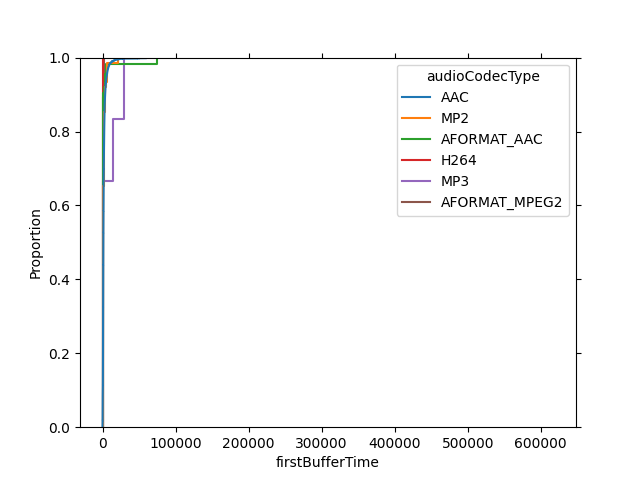 1.0
0.8
0.6
0.4
0.2
0.0
Proportion
0
100000
200000
300000
400000
500000
600000
firstBufferTime
audioCodecType
AAC
MP2
AFORMAT_AAC
H264
MP3
AFORMAT_MPEG2